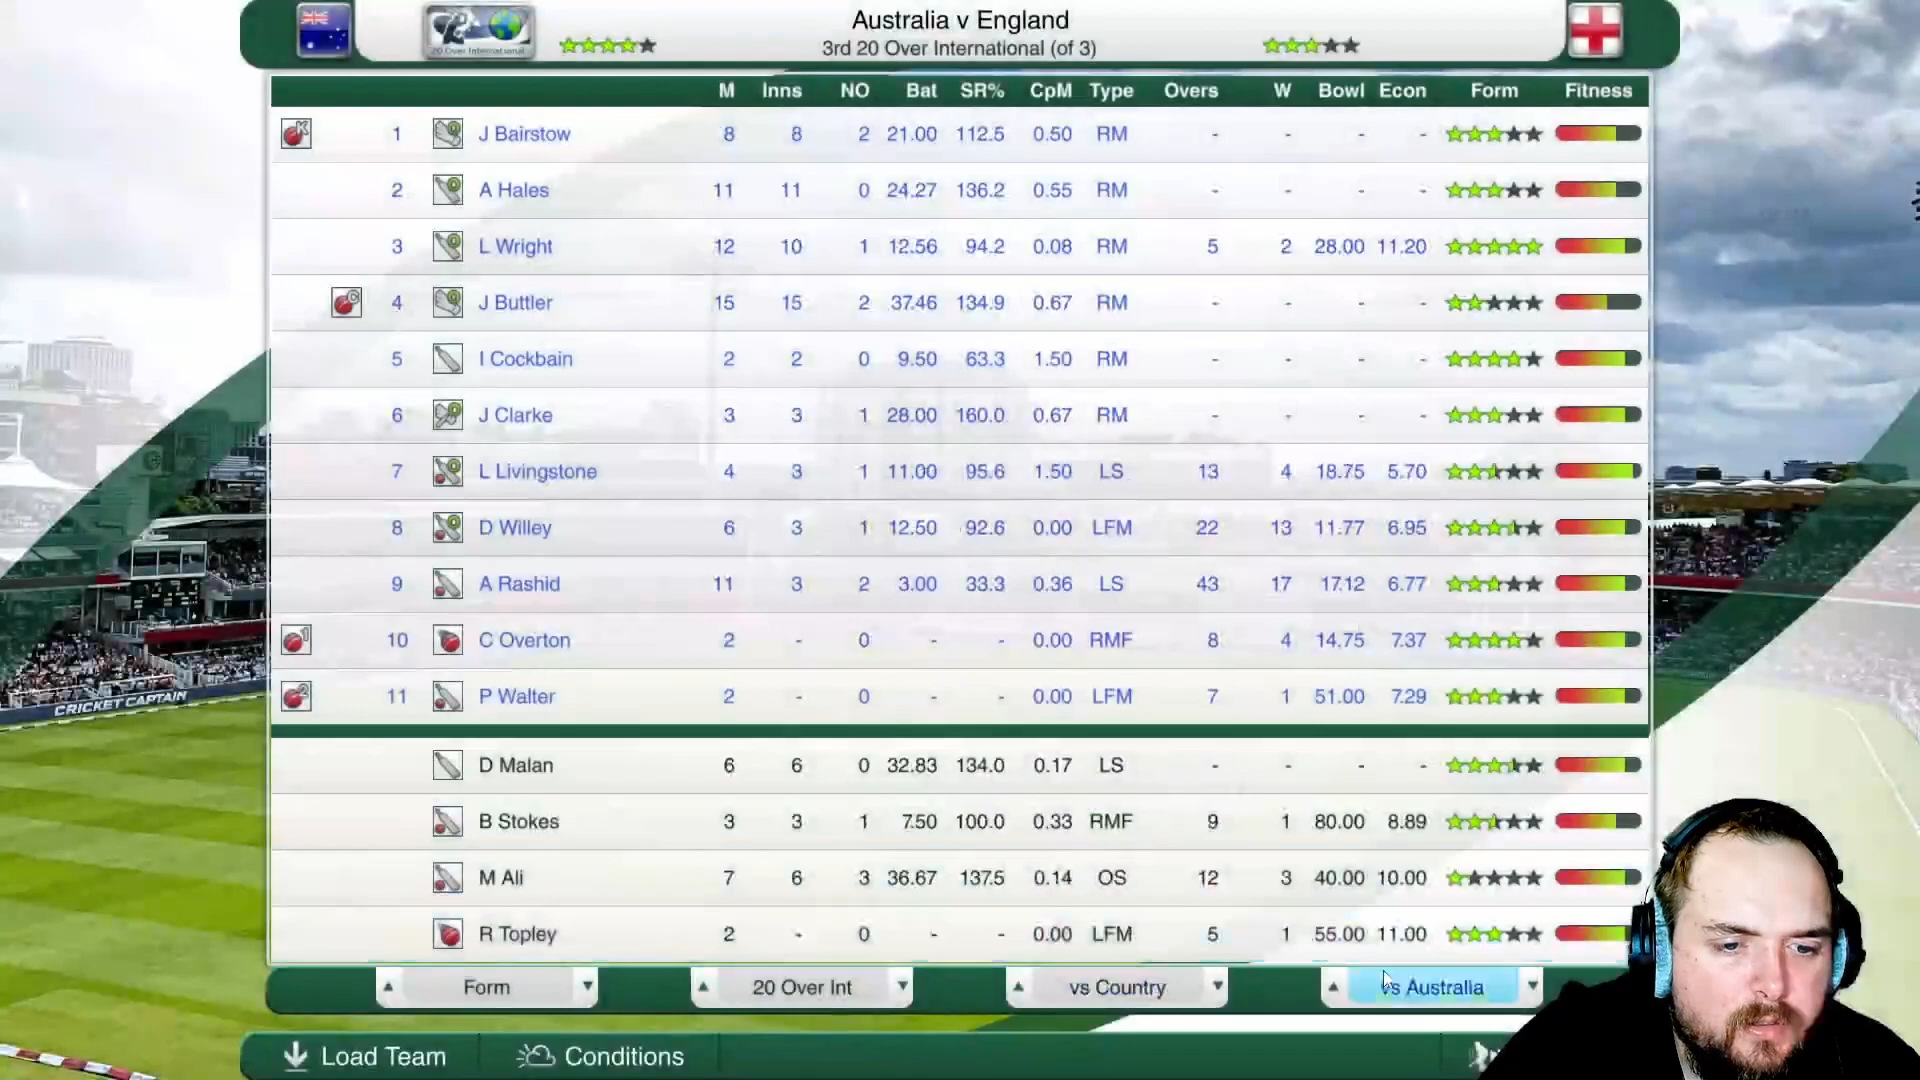 Australia v England
20 Over International
3rd 20 Over International (of 3)
M Inns NO Bat SR% CpM Type Overs W Bowl Econ Form Fitness
K 1 J Bairstow 8 8 2 21.00 112.5 0.50 RM - - - -
2 A Hales 11 11 0 24.27 136.2 0.55 RM - - - -
3 L Wright 12 10 1 12.56 94.2 0.08 RM 5 2 28.00 11.20
C 4 J Buttler 15 15 2 37.46 134.9 0.67 RM - - - -
5 I Cockbain 2 2 0 9.50 63.3 1.50 RM - - - -
6 J Clarke 3 3 1 28.00 160.0 0.67 RM - - - -
7 L Livingstone 4 3 1 11.00 95.6 1.50 LS 13 4 18.75 5.70
8 D Willey 6 3 1 12.50 92.6 0.00 LFM 22 13 11.77 6.95
9 A Rashid 11 3 2 3.00 33.3 0.36 LS 43 17 17.12 6.77
1 10 C Overton 2 - 0 - - 0.00 RMF 8 4 14.75 7.37
2 11 P Walter 2 - 0 - - 0.00 LFM 7 1 51.00 7.29
D Malan 6 6 0 32.83 134.0 0.17 LS - - - -
B Stokes 3 3 1 7.50 100.0 0.33 RMF 9 1 80.00 8.89
M Ali 7 6 3 36.67 137.5 0.14 OS 12 3 40.00 10.00
R Topley 2 - 0 - - 0.00 LFM 5 1 55.00 11.00
CRICKET CAPTAIN
Form 20 Over Int vs Country vs Australia
Load Team Conditions